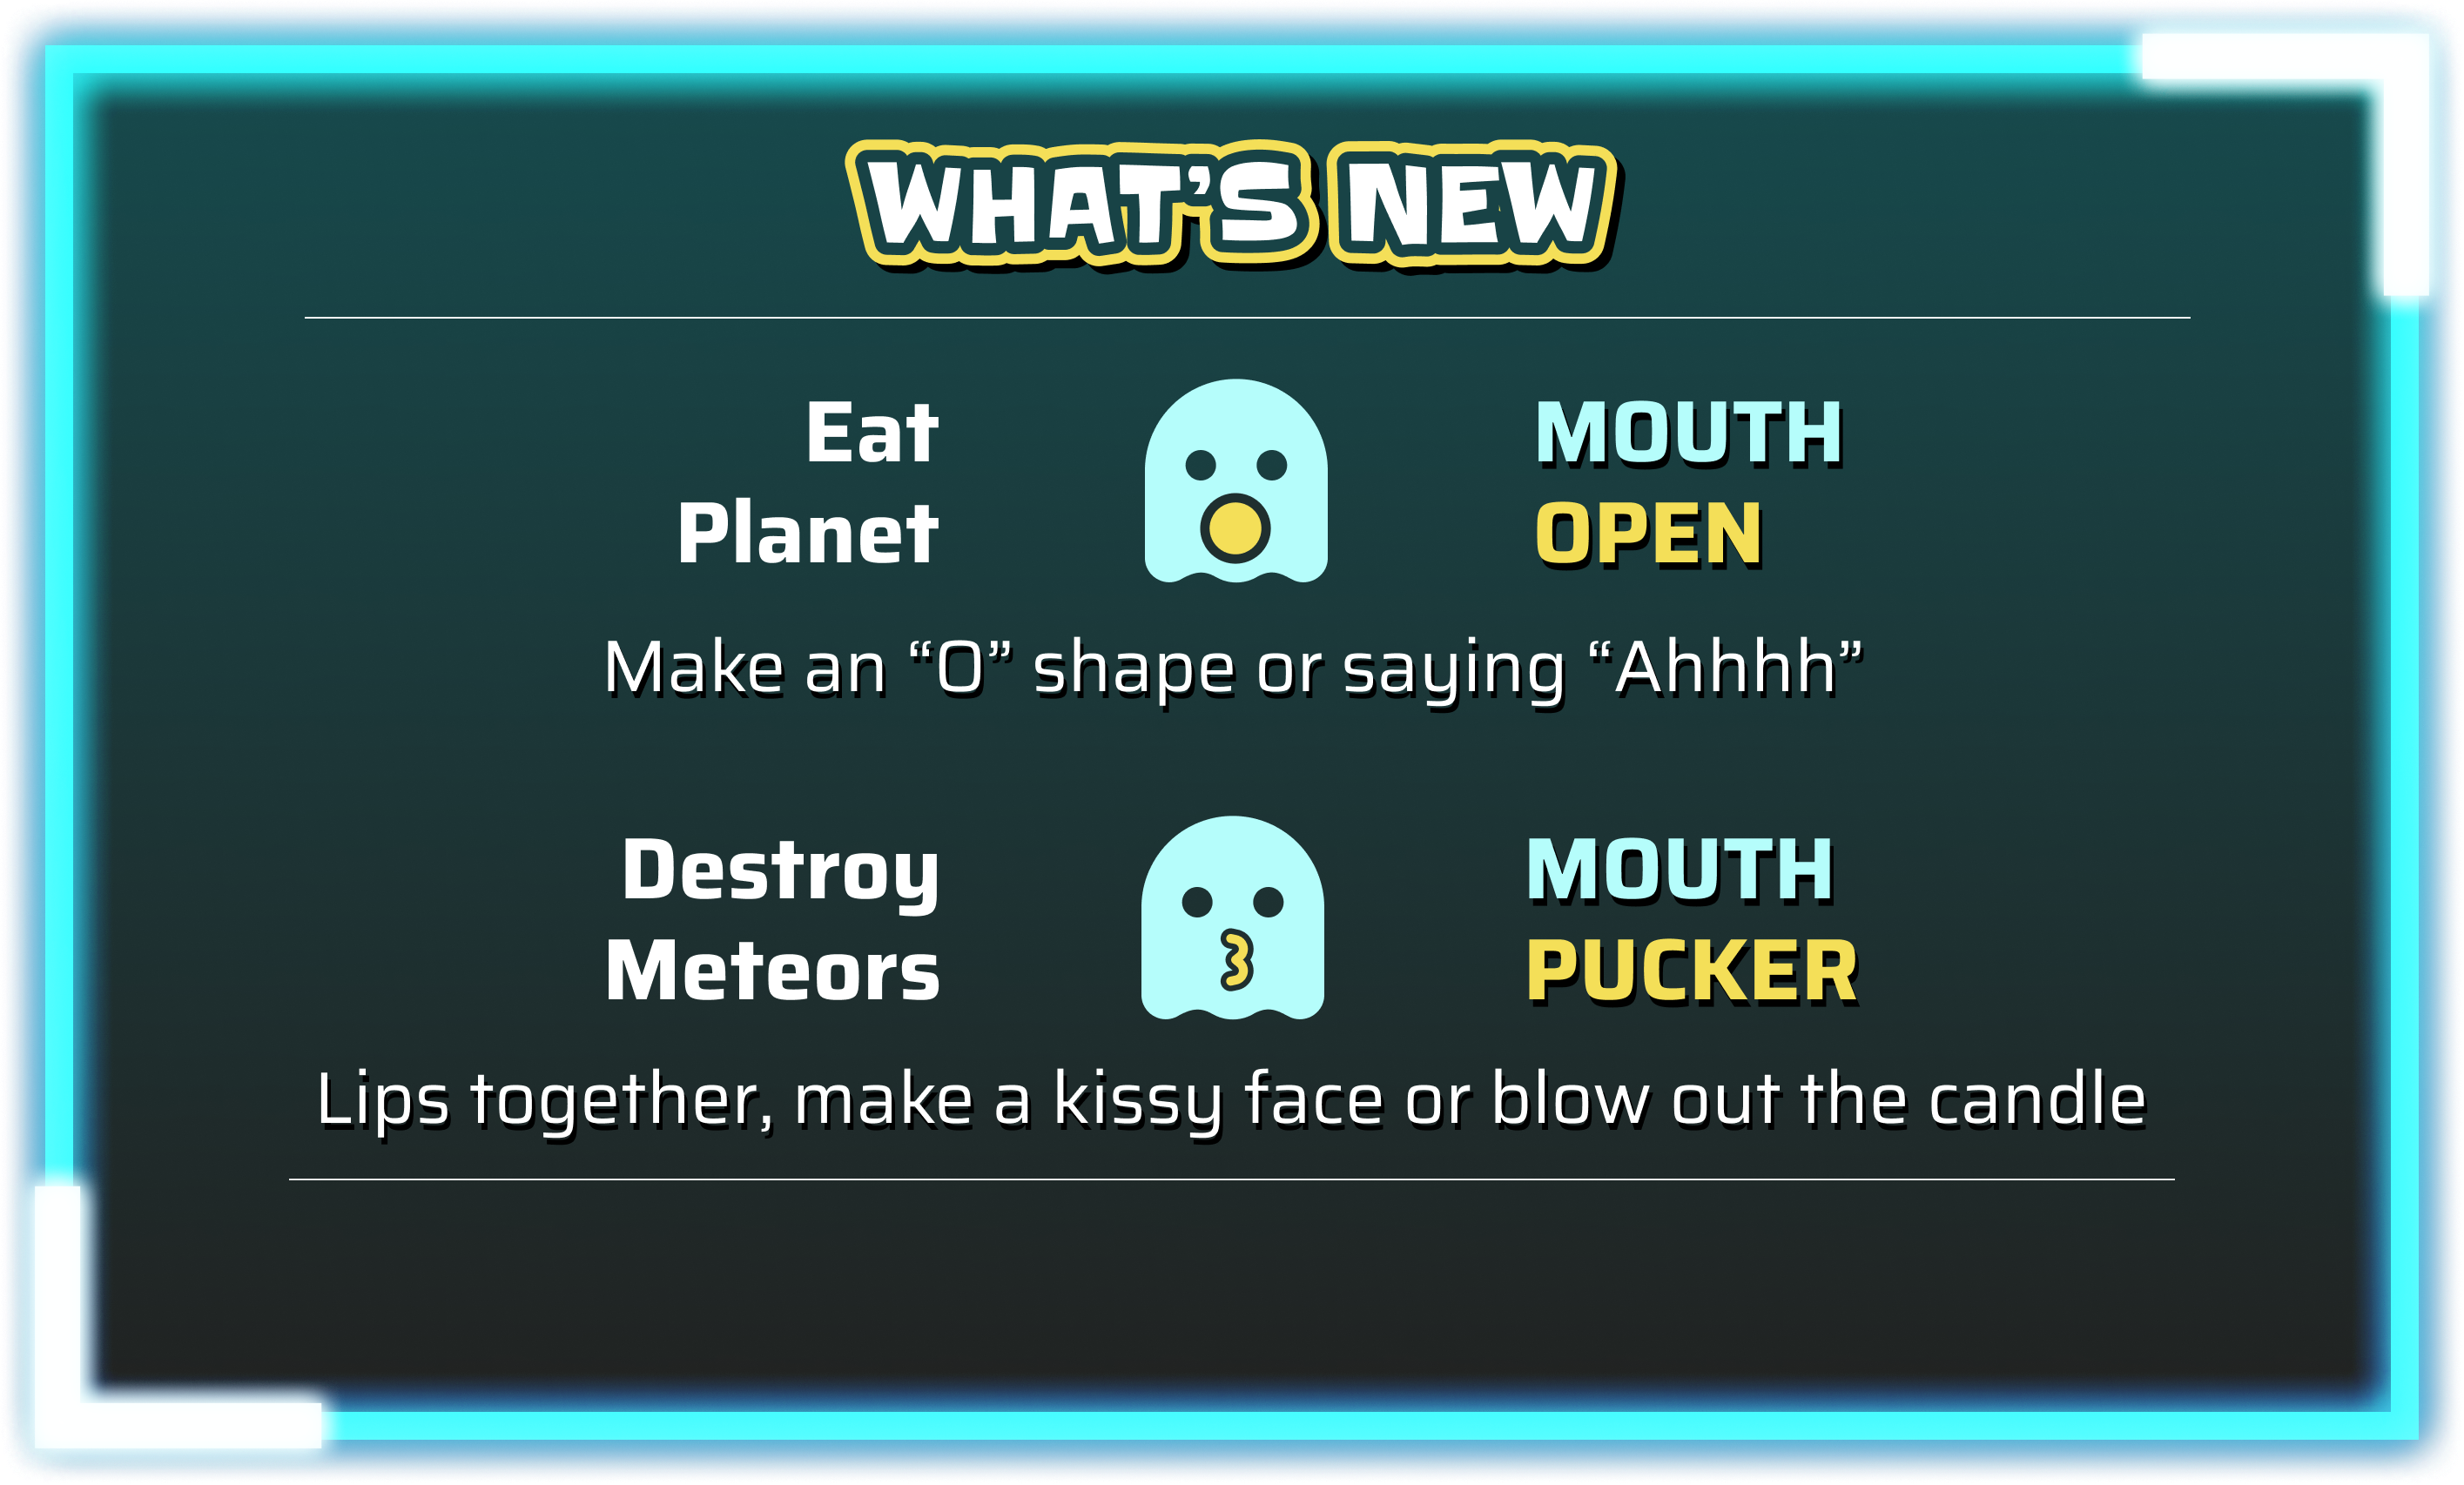 WHAT'S NEW
Eat
Planet
MOUTH
OPEN
Make an “O” shape or saying “Ahhhh”
Destroy
Meteors
MOUTH
PUCKER
Lips together, make a kissy face or blow out the candle